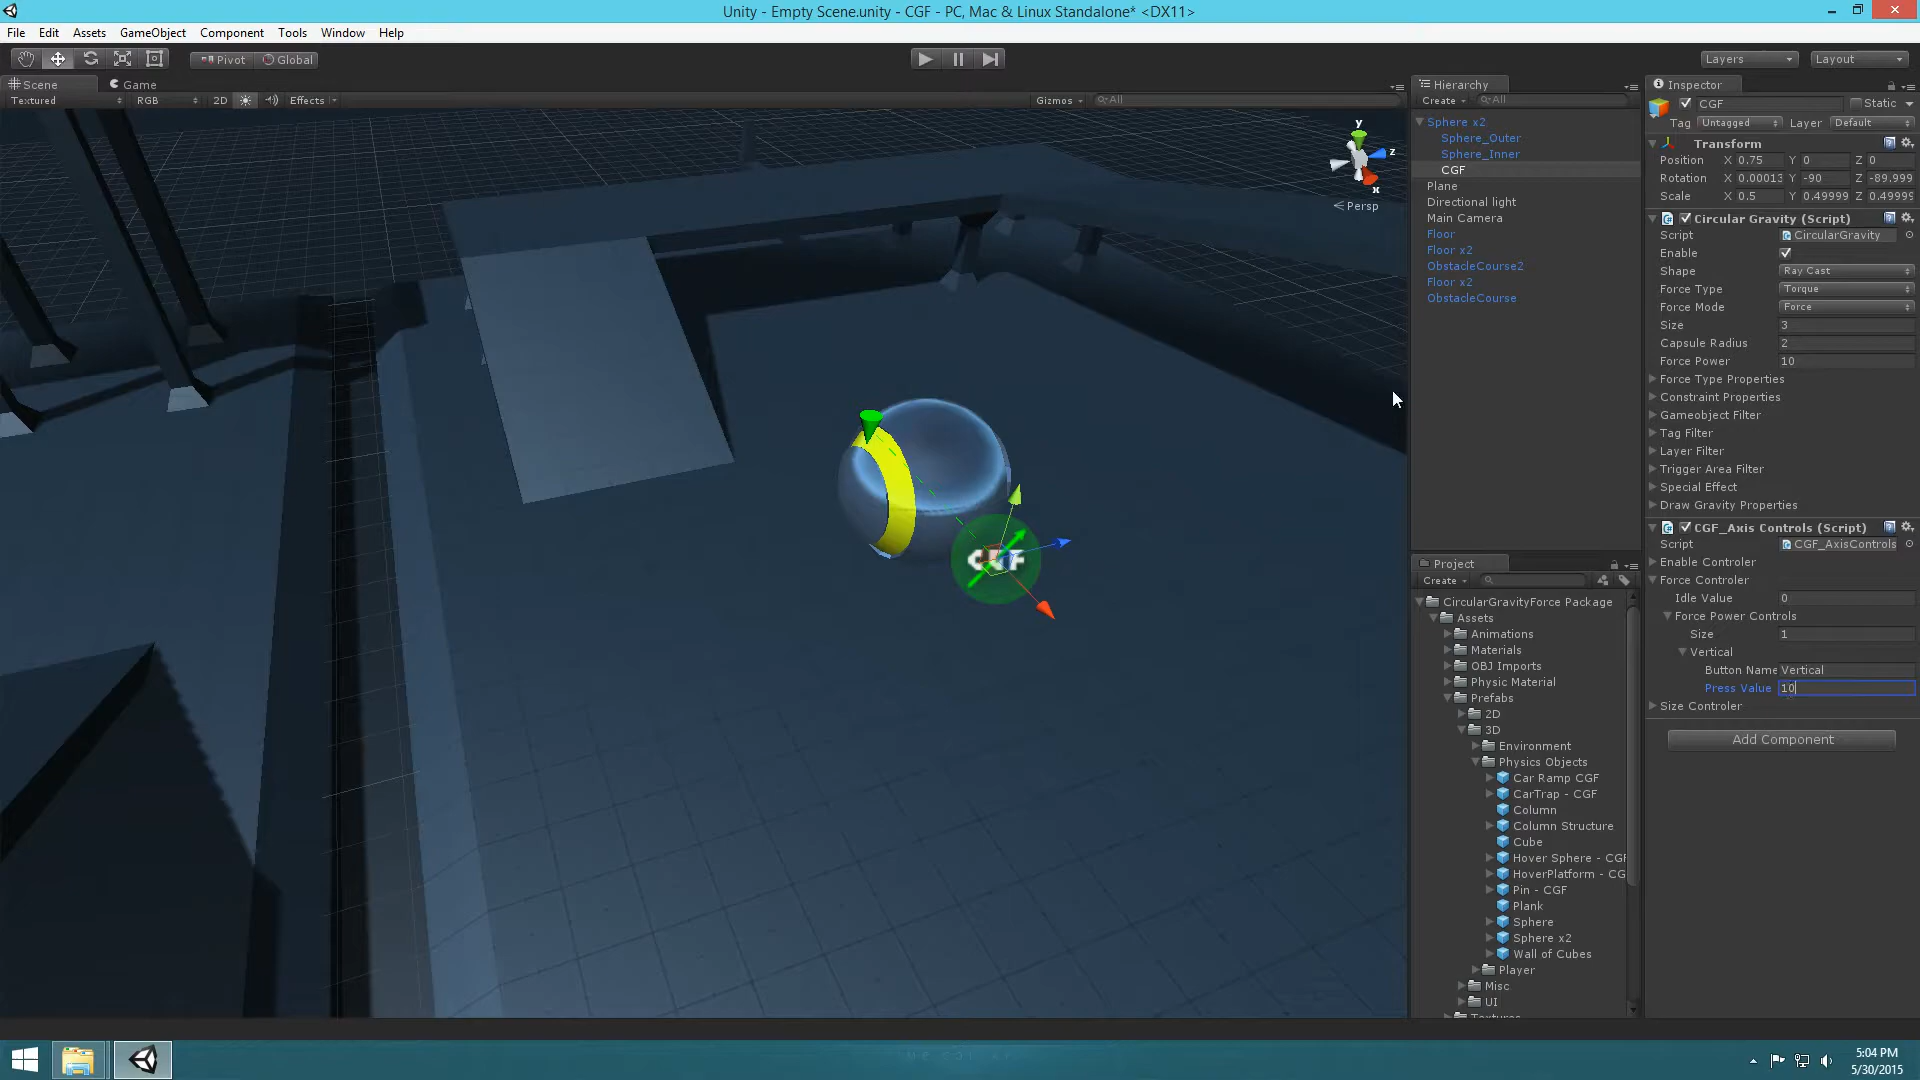 Unity - Empty Scene.unity - CGF - PC, Mac & Linux Standalone* <DX11>
File Edit Assets GameObject Component Tools Window Help
Pivot Global
Layers Layout
Scene Game
Textured RGB 2D Effects Gizmos All
y
z
x
Persp
CGF
Hierarchy
Create All
Sphere x2
Sphere_Outer
Sphere_Inner
CGF
Plane
Directional light
Main Camera
Floor
Floor x2
ObstacleCourse2
Floor x2
ObstacleCourse
Project
Create
CircularGravityForce Package
Assets
Animations
Materials
OBJ Imports
Physic Material
Prefabs
2D
3D
Environment
Physics Objects
Car Ramp CGF
CarTrap - CGF
Column
Column Structure
Cube
Hover Sphere - CGF
HoverPlatform - CG
Pin - CGF
Plank
Sphere
Sphere x2
Wall of Cubes
Player
Misc
UI
Textures
Inspector
CGF Static
Tag Untagged Layer Default
Transform
Position X 0.75 Y 0 Z 0
Rotation X 0.00013 Y -90 Z -89.999
Scale X 0.5 Y 0.49999 Z 0.49999
Circular Gravity (Script)
Script CircularGravity
Enable
Shape Ray Cast
Force Type Torque
Force Mode Force
Size 3
Capsule Radius 2
Force Power 10
Force Type Properties
Constraint Properties
Gameobject Filter
Tag Filter
Layer Filter
Trigger Area Filter
Special Effect
Draw Gravity Properties
CGF_Axis Controls (Script)
Script CGF_AxisControls
Enable Controler
Force Controler
Idle Value 0
Force Power Controls
Size 1
Vertical
Button Name Vertical
Press Value 10
Size Controler
Add Component
5:04 PM
5/30/2015